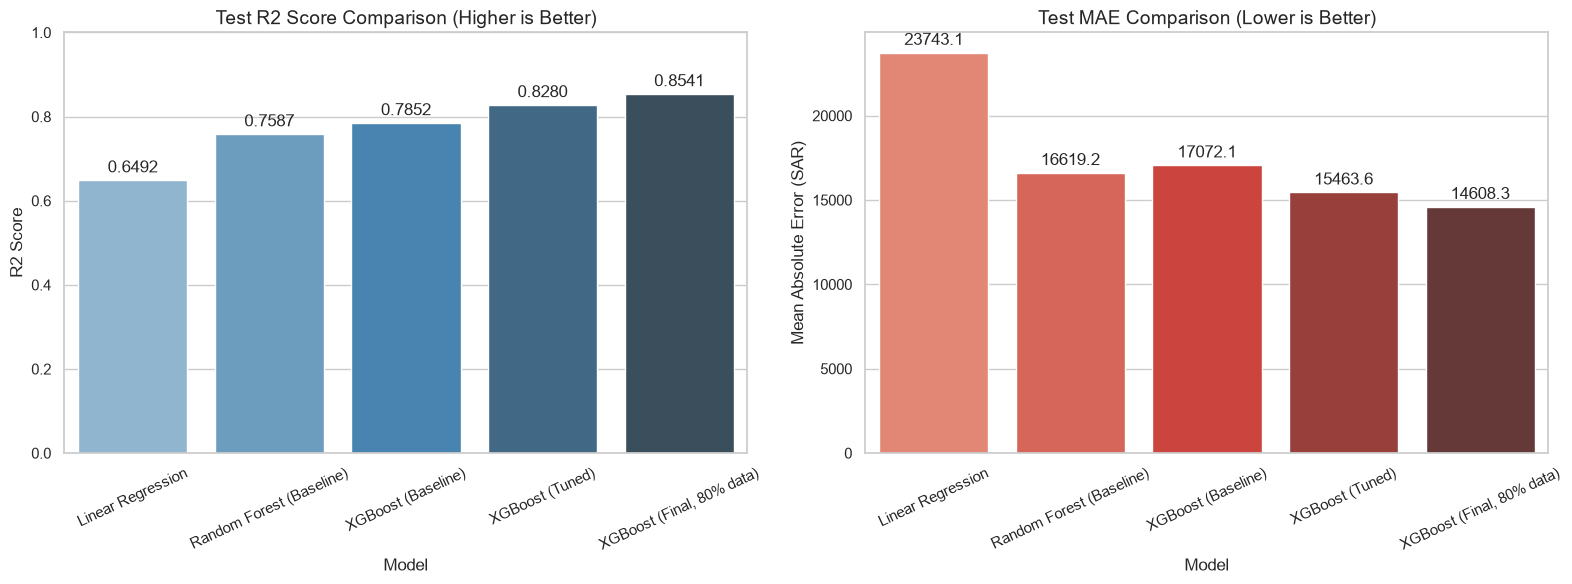 Test R2 Score Comparison (Higher is Better)
R2 Score
1.0
0.8
0.6
0.4
0.2
0.0
0.6492
0.7587
0.7852
0.8280
0.8541
Linear Regression
Random Forest (Baseline)
XGBoost (Baseline)
XGBoost (Tuned)
XGBoost (Final, 80% data)
Model
Test MAE Comparison (Lower is Better)
Mean Absolute Error (SAR)
20000
15000
10000
5000
0
23743.1
16619.2
17072.1
15463.6
14608.3
Linear Regression
Random Forest (Baseline)
XGBoost (Baseline)
XGBoost (Tuned)
XGBoost (Final, 80% data)
Model